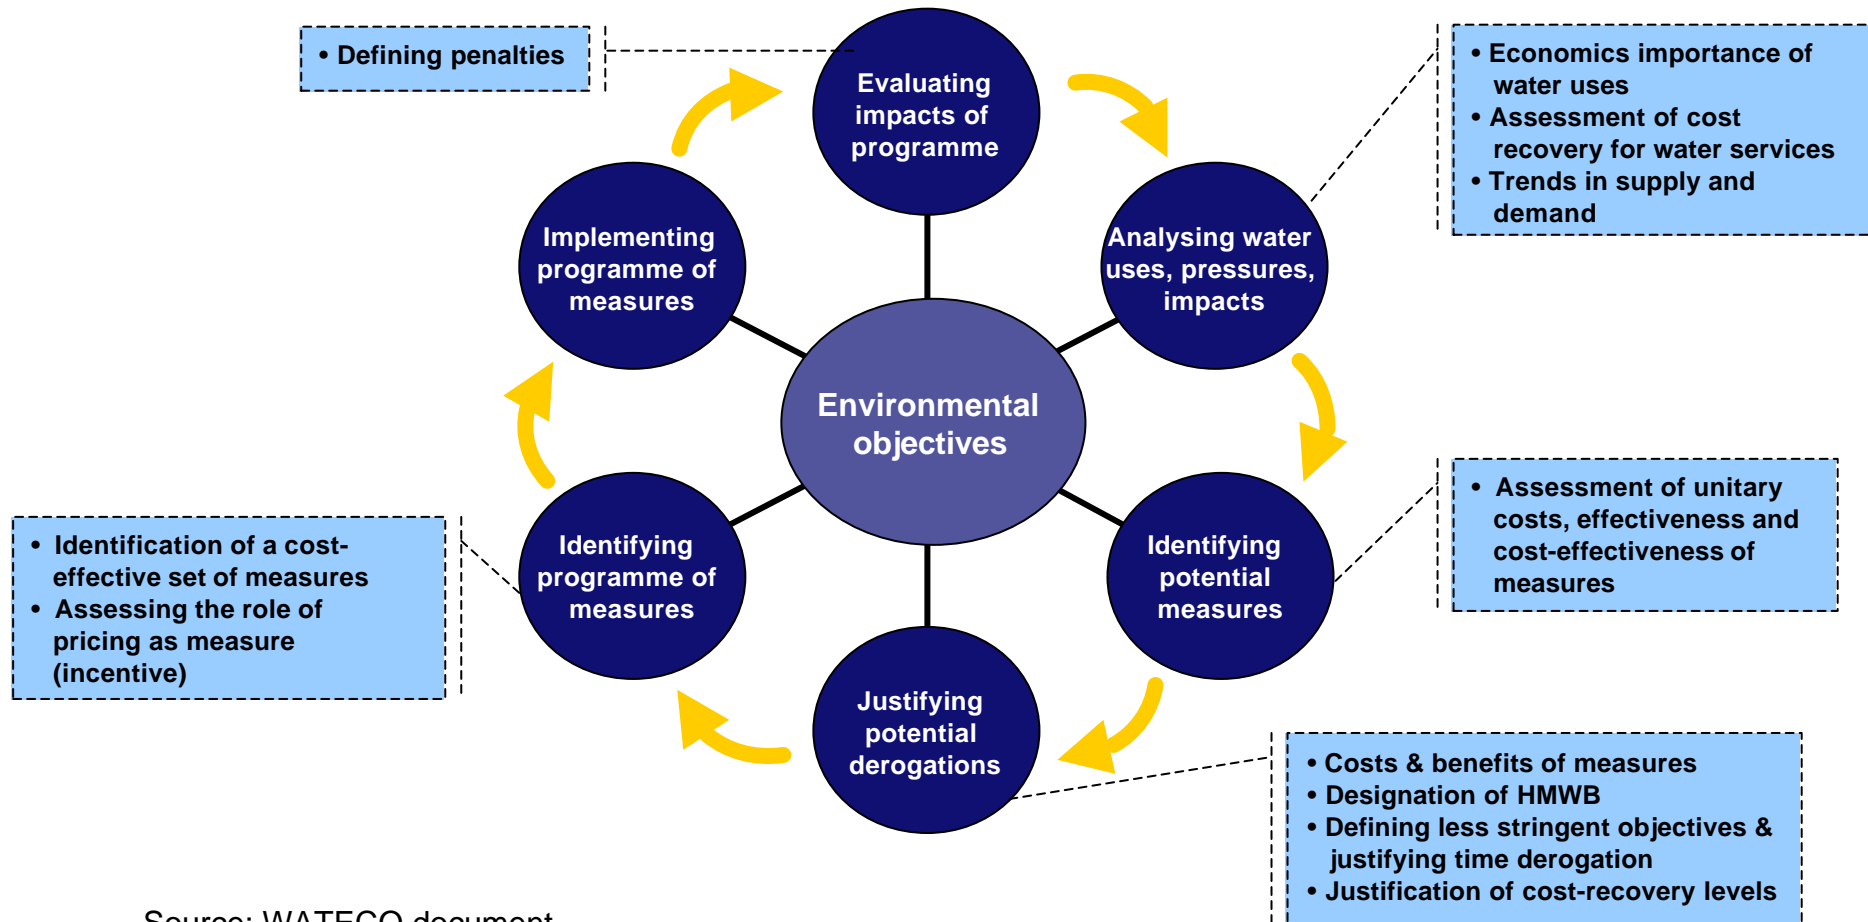 • Defining penalties
Evaluating
impacts of
programme
• Economics importance of
water uses
• Assessment of cost
recovery for water services
• Trends in supply and
demand
Implementing
programme of
measures
Analysing water
uses, pressures,
impacts
Environmental
objectives
• Identification of a cost-
effective set of measures
• Assessing the role of
pricing as measure
(incentive)
Identifying
programme of
measures
Identifying
potential
measures
• Assessment of unitary
costs, effectiveness and
cost-effectiveness of
measures
Justifying
potential
derogations
• Costs & benefits of measures
• Designation of HMWB
• Defining less stringent objectives &
justifying time derogation
• Justification of cost-recovery levels
Source: WATECO document